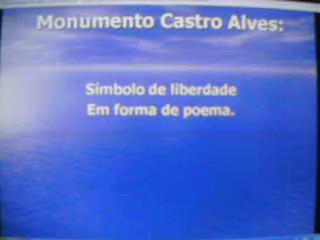 Monumento Castro Alves:
Símbolo de liberdade
Em forma de poema.